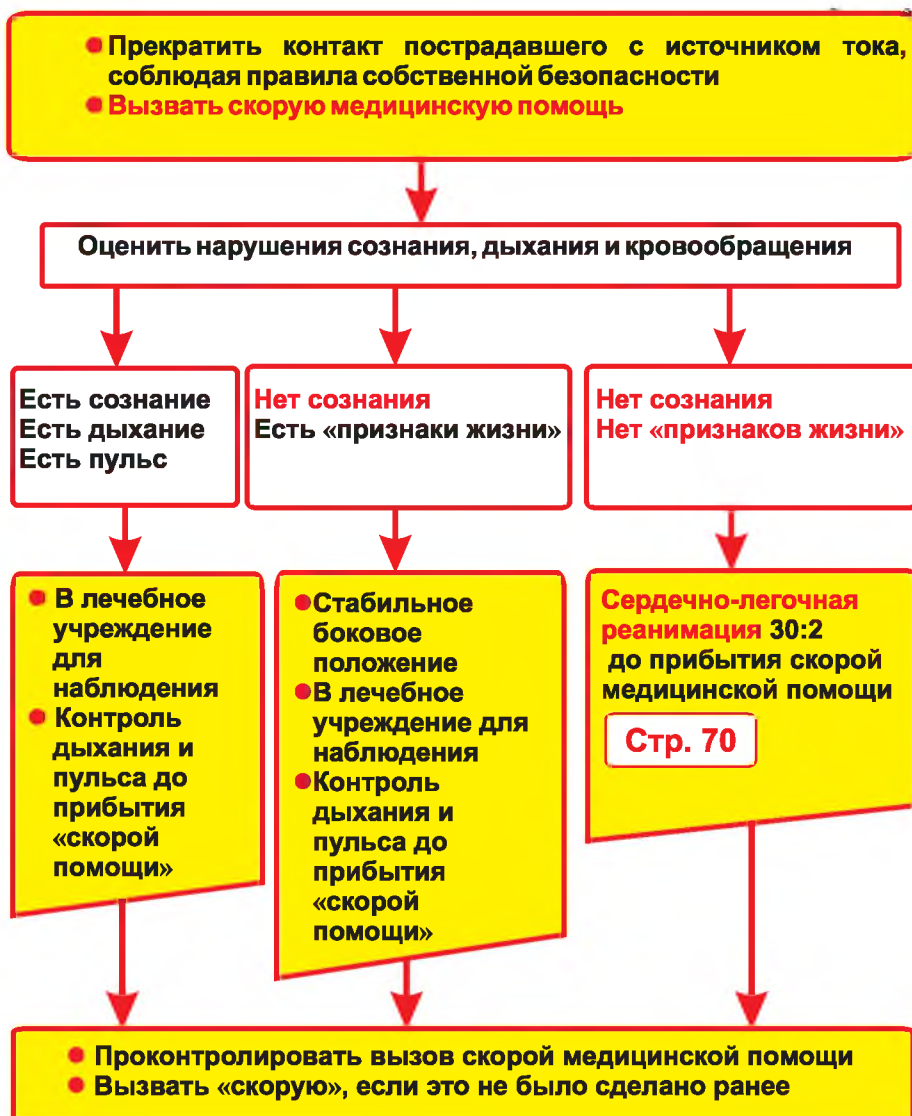 ● Прекратить контакт пострадавшего с источником тока,
соблюдая правила собственной безопасности
● Вызвать скорую медицинскую помощь
Оценить нарушения сознания, дыхания и кровообращения
Есть сознание
Есть дыхание
Есть пульс
Нет сознания
Есть «признаки жизни»
Нет сознания
Нет «признаков жизни»
● В лечебное
учреждение
для
наблюдения
● Контроль
дыхания и
пульса до
прибытия
«скорой
помощи»
●Стабильное
боковое
положение
●В лечебное
учреждение для
наблюдения
●Контроль
дыхания и
пульса до
прибытия
«скорой
помощи»
Сердечно-легочная
реанимация 30:2
до прибытия скорой
медицинской помощи
Стр. 70
● Проконтролировать вызов скорой медицинской помощи
● Вызвать «скорую», если это не было сделано ранее